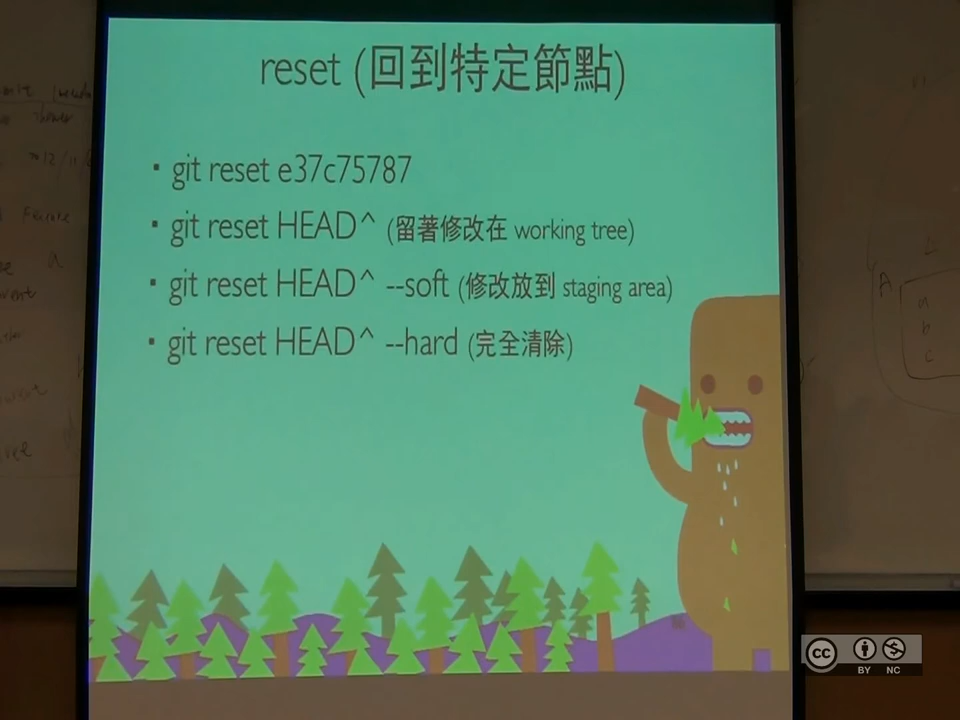 reset (回到特定節點)
· git reset e37c75787
· git reset HEAD^ (留著修改在 working tree)
· git reset HEAD^ --soft (修改放到 staging area)
· git reset HEAD^ --hard (完全清除)
A
a
b
c
cc
BY NC